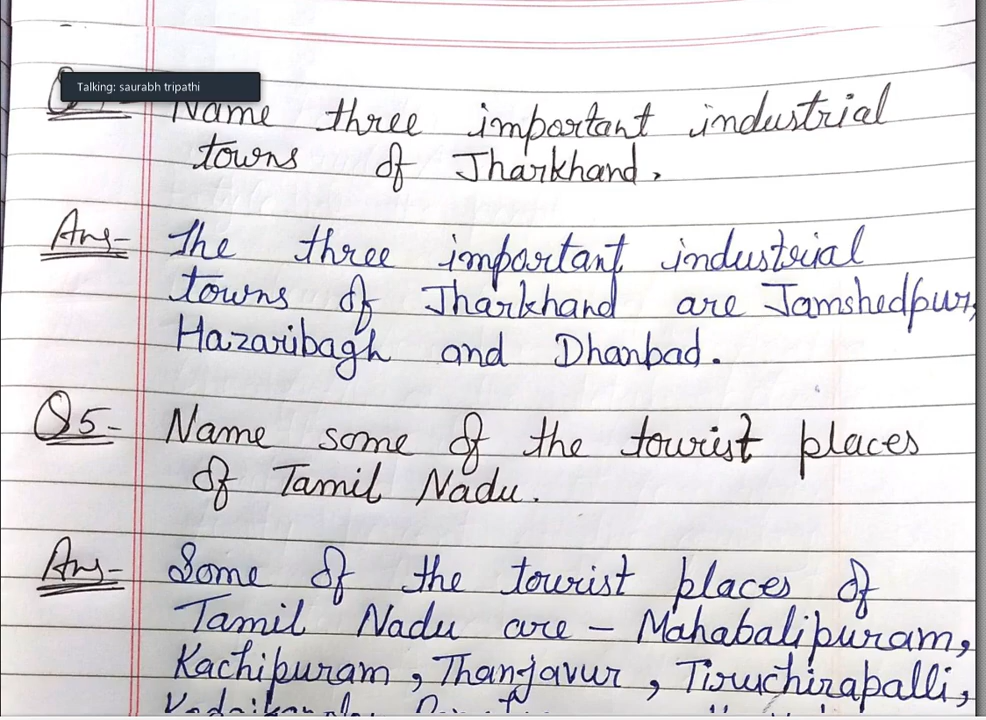 Talking: saurabh tripathi
Name three important industrial
towns of Jharkhand.
Ans- The three important industrial
towns of Jharkhand are Jamshedpur,
Hazaribagh and Dhanbad.
Q5- Name some of the tourist places
of Tamil Nadu.
Ans- Some of the tourist places of
Tamil Nadu are - Mahabalipuram,
Kachipuram, Thanjavur, Tiruchirapalli,